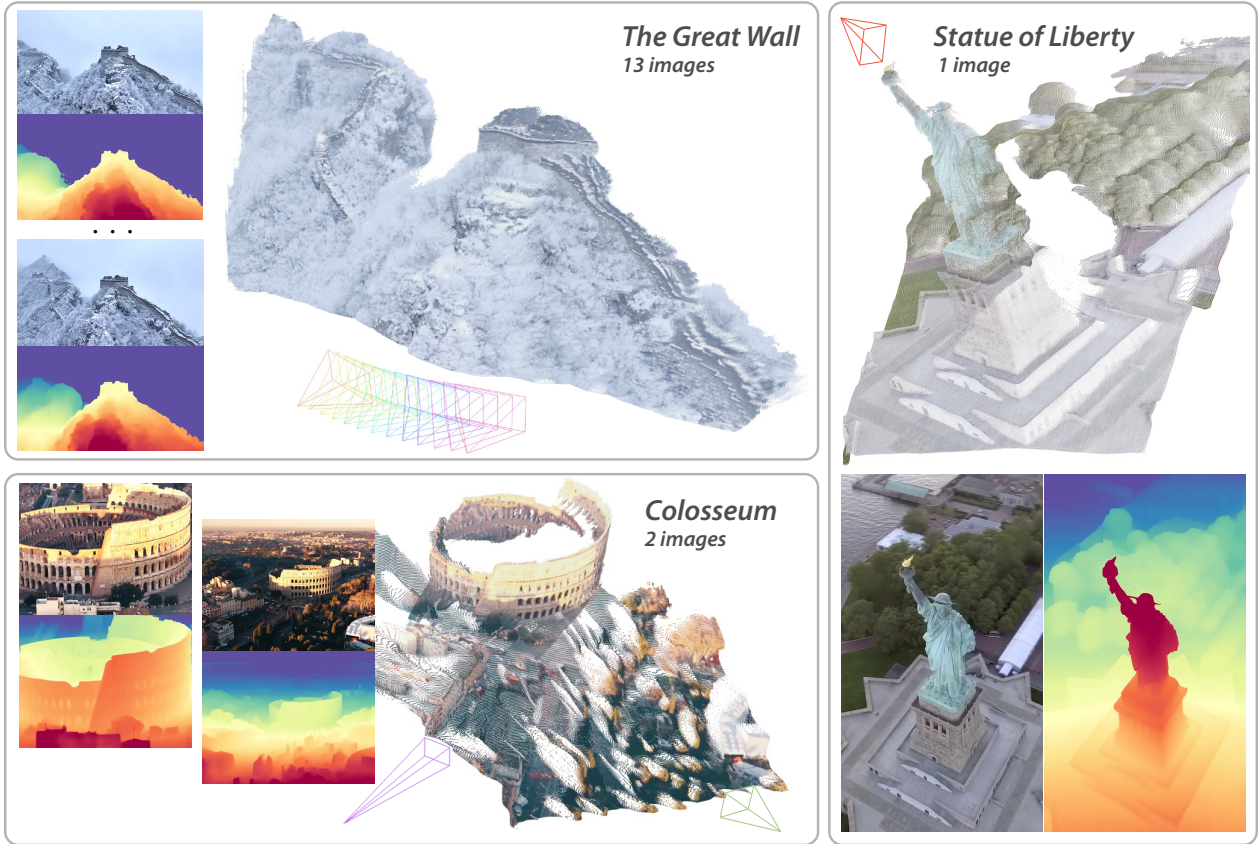 The Great Wall
13 images
Statue of Liberty
1 image
. . .
Colosseum
2 images